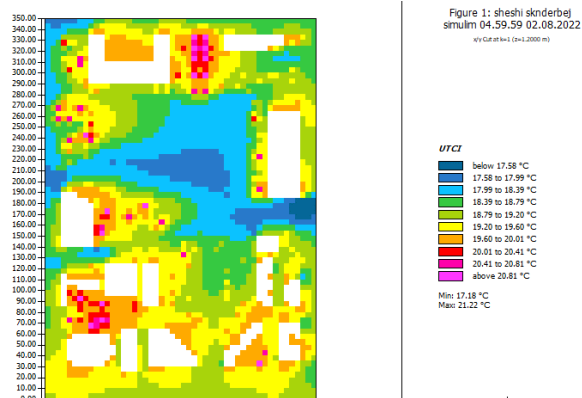 Figure 1: sheshi sknderbej
simulim 04.59.59 02.08.2022
x/y Cut at k=1 (z=1.2000 m)
350.00
340.00
330.00
320.00
310.00
300.00
290.00
280.00
270.00
260.00
250.00
240.00
230.00
220.00
210.00
200.00
190.00
180.00
170.00
160.00
150.00
140.00
130.00
120.00
110.00
100.00
90.00
80.00
70.00
60.00
50.00
40.00
30.00
20.00
10.00
0.00
UTCI
below 17.58 °C
17.58 to 17.99 °C
17.99 to 18.39 °C
18.39 to 18.79 °C
18.79 to 19.20 °C
19.20 to 19.60 °C
19.60 to 20.01 °C
20.01 to 20.41 °C
20.41 to 20.81 °C
above 20.81 °C
Min: 17.18 °C
Max: 21.22 °C